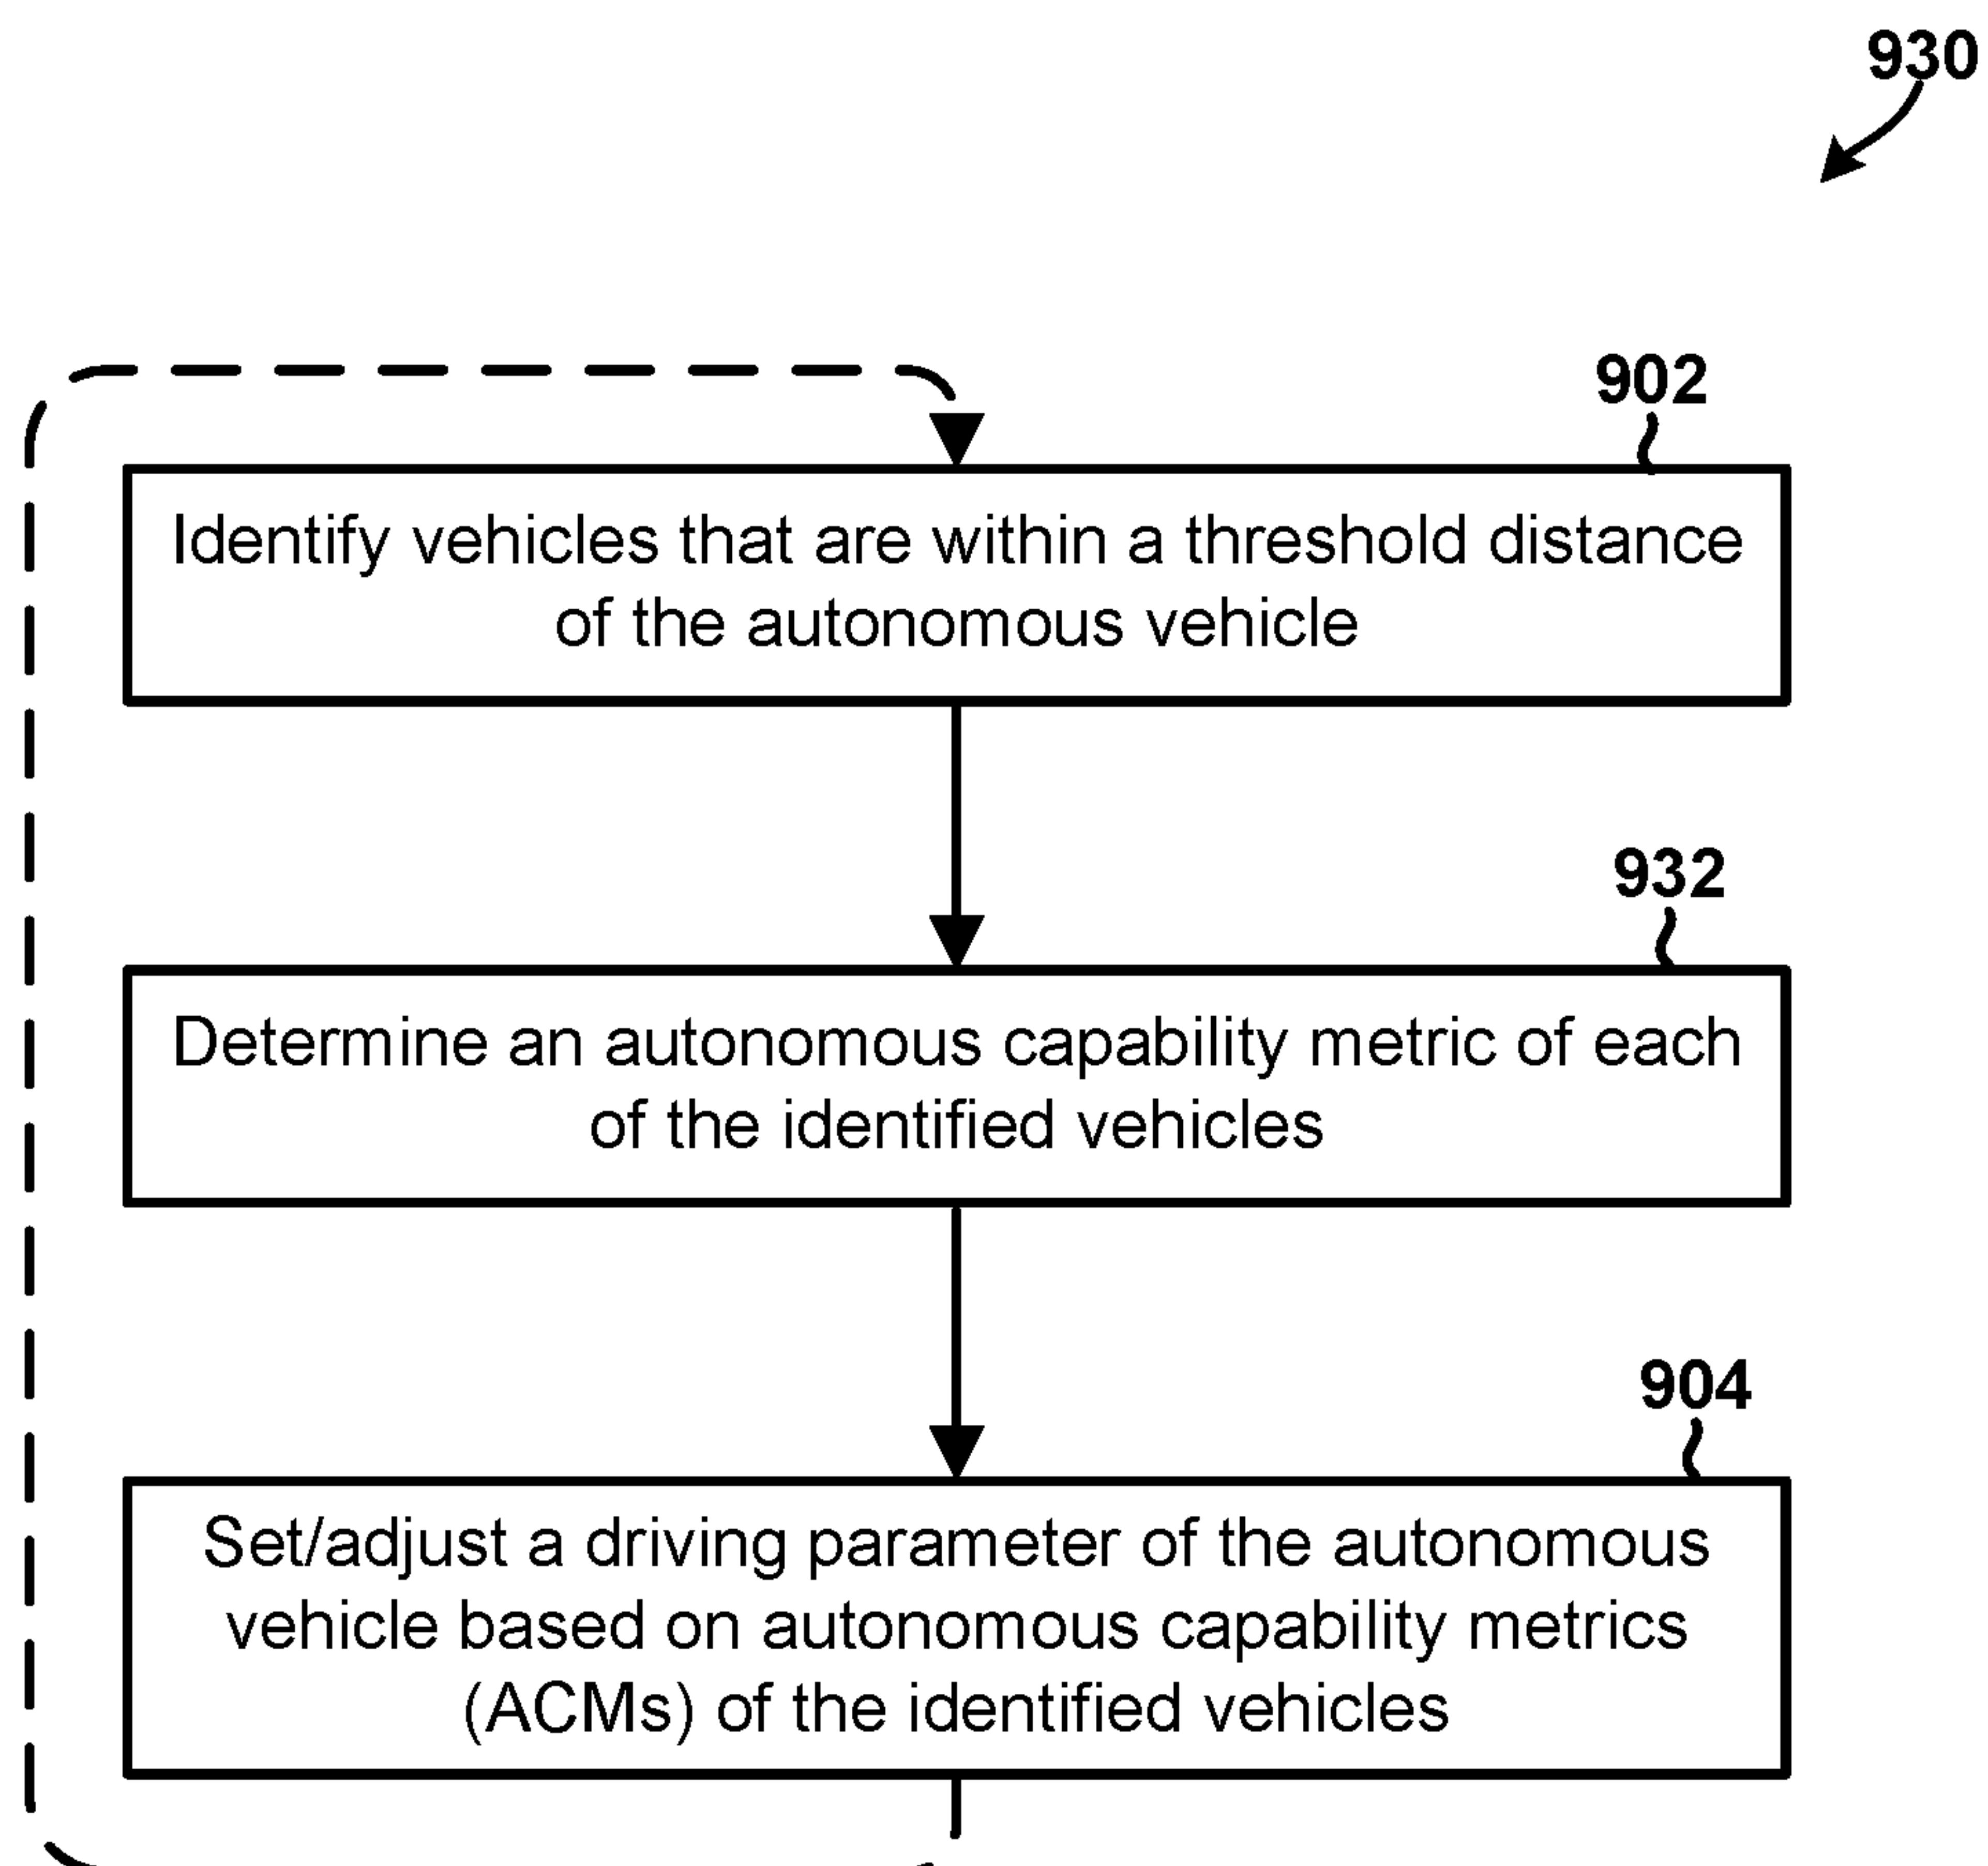 930
902
Identify vehicles that are within a threshold distance
of the autonomous vehicle
932
Determine an autonomous capability metric of each
of the identified vehicles
904
Set/adjust a driving parameter of the autonomous
vehicle based on autonomous capability metrics
(ACMs) of the identified vehicles